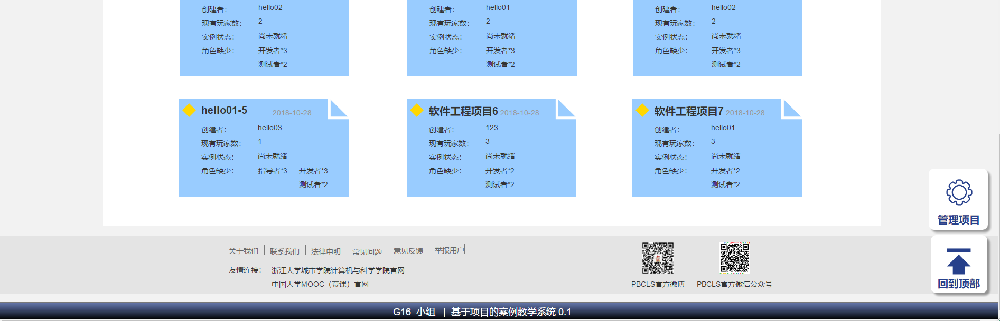 创建者： hello02
现有玩家数： 2
实例状态： 尚未就绪
角色缺少： 开发者*3
测试者*2
创建者： hello01
现有玩家数： 2
实例状态： 尚未就绪
角色缺少： 开发者*3
测试者*2
创建者： hello02
现有玩家数： 2
实例状态： 尚未就绪
角色缺少： 开发者*3
测试者*2
hello01-5 2018-10-28
创建者： hello03
现有玩家数： 1
实例状态： 尚未就绪
角色缺少： 指导者*3 开发者*3
测试者*2
软件工程项目6 2018-10-28
创建者： 123
现有玩家数： 3
实例状态： 尚未就绪
角色缺少： 开发者*2
测试者*2
软件工程项目7 2018-10-28
创建者： hello01
现有玩家数： 3
实例状态： 尚未就绪
角色缺少： 开发者*2
测试者*2
管理项目
回到顶部
关于我们 联系我们 法律申明 常见问题 意见反馈 举报用户
友情连接： 浙江大学城市学院计算机与科学学院官网
中国大学MOOC（慕课）官网
PBCLS官方微博 PBCLS官方微信公众号
G16 小组 | 基于项目的案例教学系统 0.1